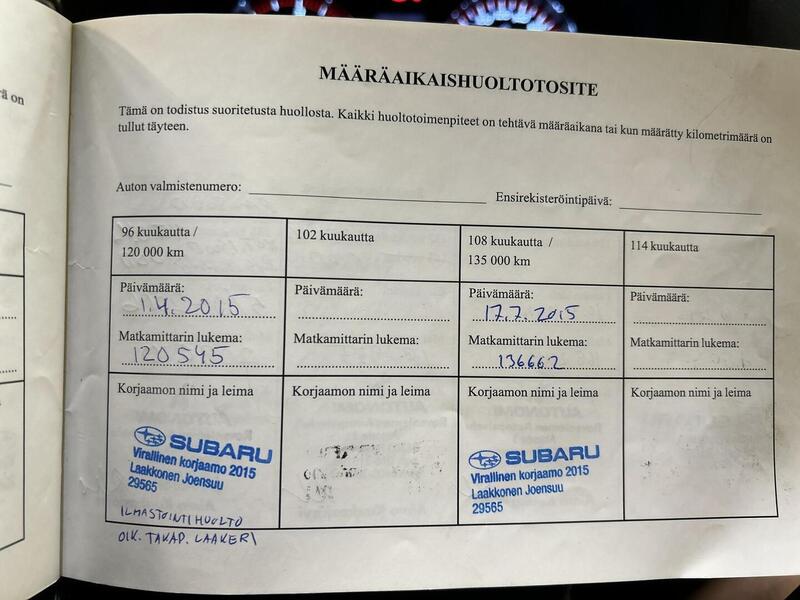 MÄÄRÄAIKAISHUOLTOTOSITE
Tämä on todistus suoritetusta huollosta. Kaikki huoltotoimenpiteet on tehtävä määräaikana tai kun määrätty kilometrimäärä on
tullut täyteen.
Auton valmistenumero:
Ensirekisteröintipäivä:
96 kuukautta /
120 000 km
102 kuukautta
108 kuukautta /
135 000 km
114 kuukautta
Päivämäärä:
1.4.2015
Päivämäärä:
Päivämäärä:
17.7.2015
Päivämäärä:
Matkamittarin lukema:
120545
Matkamittarin lukema:
Matkamittarin lukema:
136662
Matkamittarin lukema:
Korjaamon nimi ja leima
SUBARU
Virallinen korjaamo 2015
Laakkonen Joensuu
29565
ILMASTOINTIHUOLTO
OIK. TAKAP. LAAKERI
Korjaamon nimi ja leima
Korjaamon nimi ja leima
SUBARU
Virallinen korjaamo 2015
Laakkonen Joensuu
29565
Korjaamon nimi ja leima